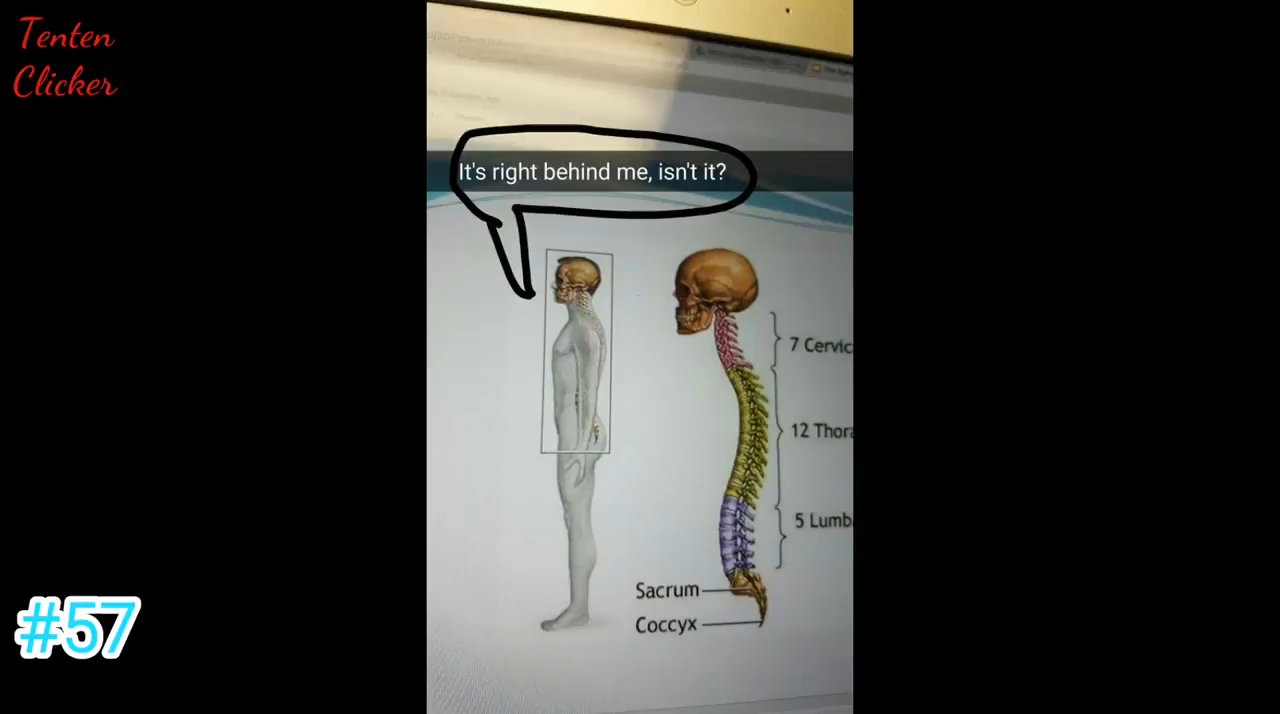 Tenten
Clicker
It's right behind me, isn't it?
7 Cervic
12 Thora
5 Lumb
Sacrum
Coccyx
#57